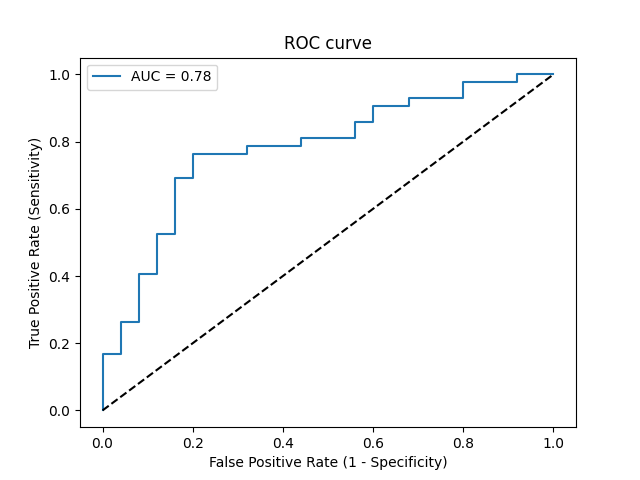 ROC curve
AUC = 0.78
1.0
0.8
0.6
0.4
0.2
0.0
True Positive Rate (Sensitivity)
0.0 0.2 0.4 0.6 0.8 1.0
False Positive Rate (1 - Specificity)